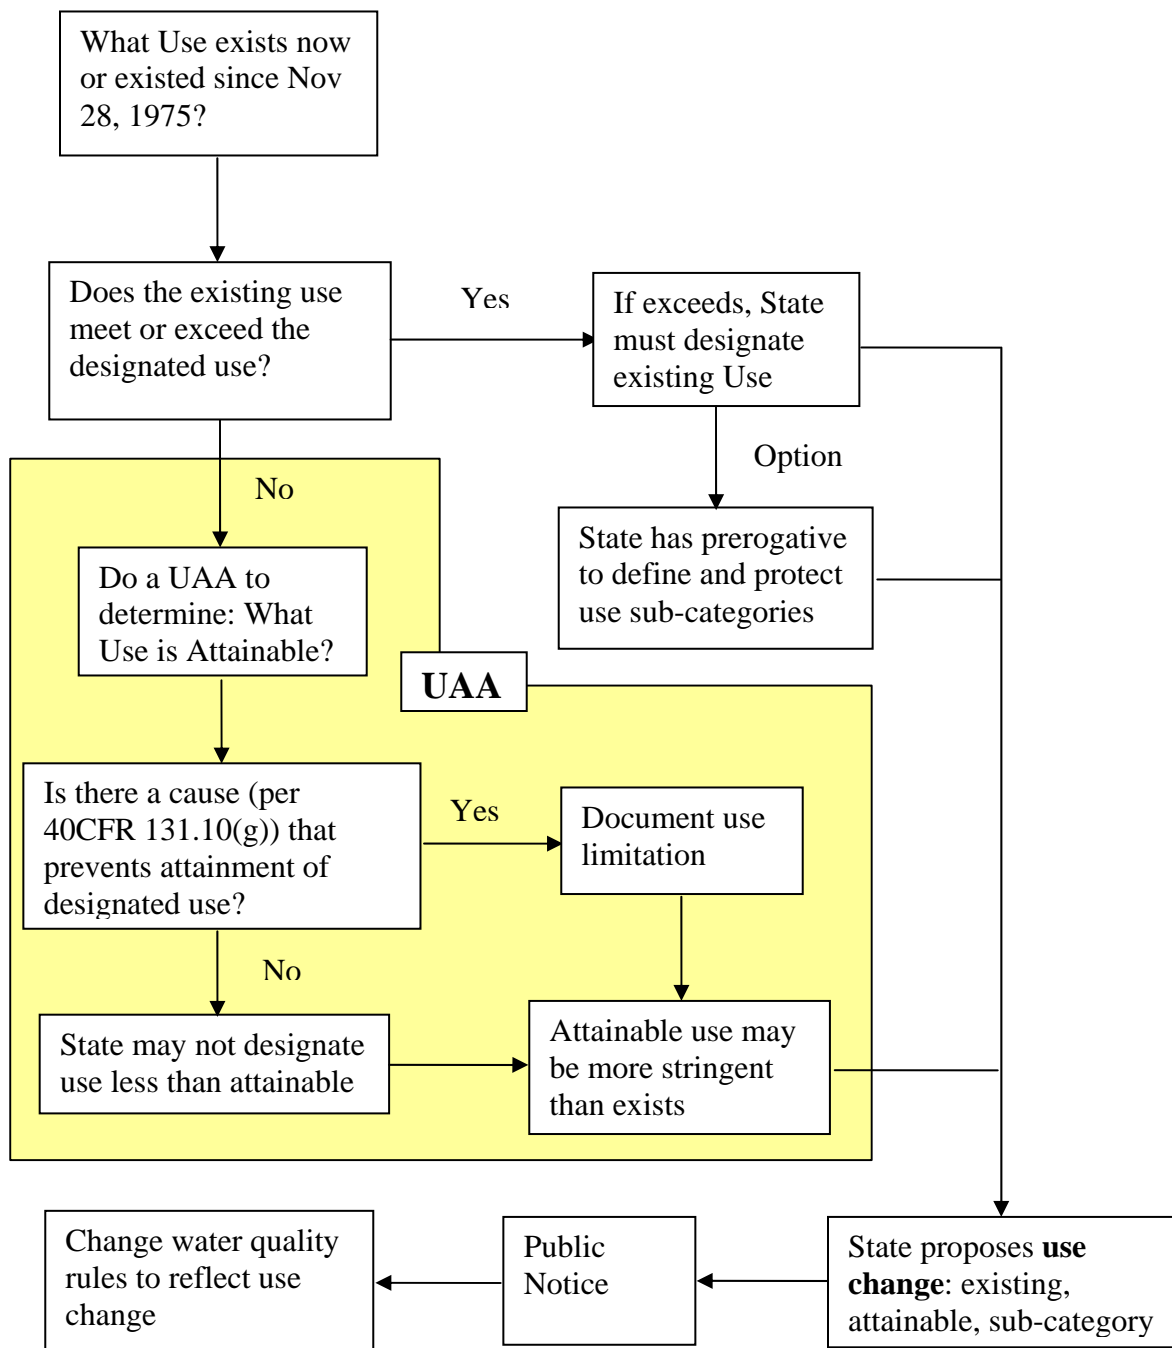 What Use exists now
or existed since Nov
28, 1975?
Does the existing use
meet or exceed the
designated use?
Yes
If exceeds, State
must designate
existing Use
Option
No
State has prerogative
to define and protect
use sub-categories
Do a UAA to
determine: What
Use is Attainable?
UAA
Is there a cause (per
40CFR 131.10(g)) that
prevents attainment of
designated use?
Yes
Document use
limitation
No
State may not designate
use less than attainable
Attainable use may
be more stringent
than exists
Change water quality
rules to reflect use
change
Public
Notice
State proposes use
change: existing,
attainable, sub-category